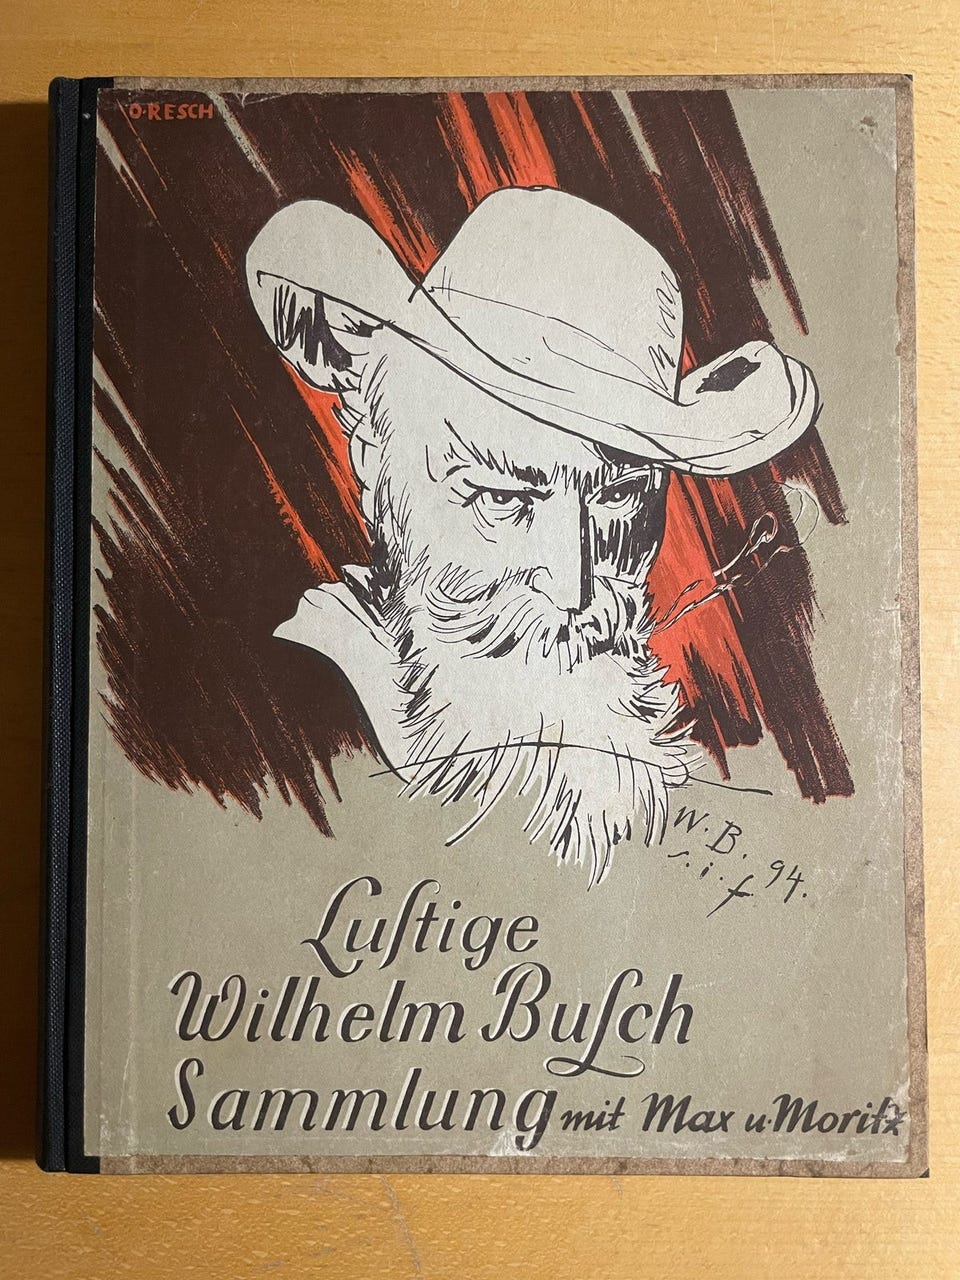 O·RESCH
W. B. 94.
s. i. f.
Luſtige
Wilhelm Buſch
Sammlung mit Max u. Moritz